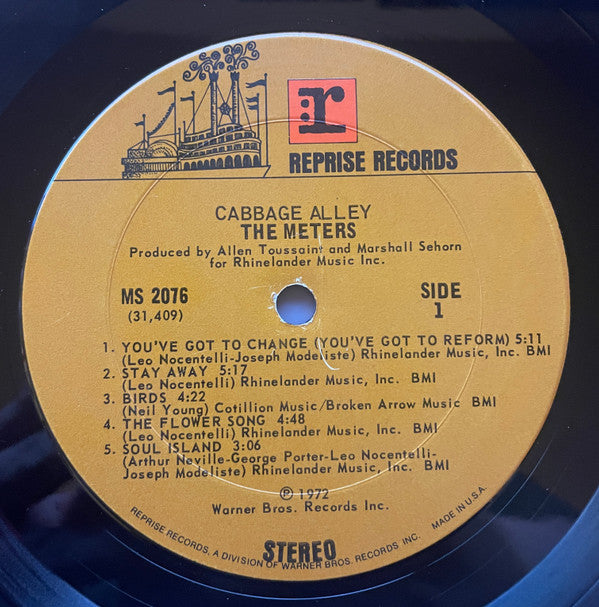 r:
REPRISE RECORDS
CABBAGE ALLEY
THE METERS
Produced by Allen Toussaint and Marshall Sehorn
for Rhinelander Music Inc.
MS 2076
(31,409)
SIDE
1
1. YOU'VE GOT TO CHANGE (YOU'VE GOT TO REFORM) 5:11
(Leo Nocentelli-Joseph Modeliste) Rhinelander Music, Inc. BMI
2. STAY AWAY 5:17
(Leo Nocentelli) Rhinelander Music, Inc. BMI
3. BIRDS 4:22
(Neil Young) Cotillion Music/Broken Arrow Music BMI
4. THE FLOWER SONG 4:48
(Leo Nocentelli) Rhinelander Music, Inc. BMI
5. SOUL ISLAND 3:06
(Arthur Neville-George Porter-Leo Nocentelli-
Joseph Modeliste) Rhinelander Music, Inc. BMI
℗ 1972
Warner Bros. Records Inc.
STEREO
REPRISE RECORDS, A DIVISION OF WARNER BROS. RECORDS INC. MADE IN U.S.A.